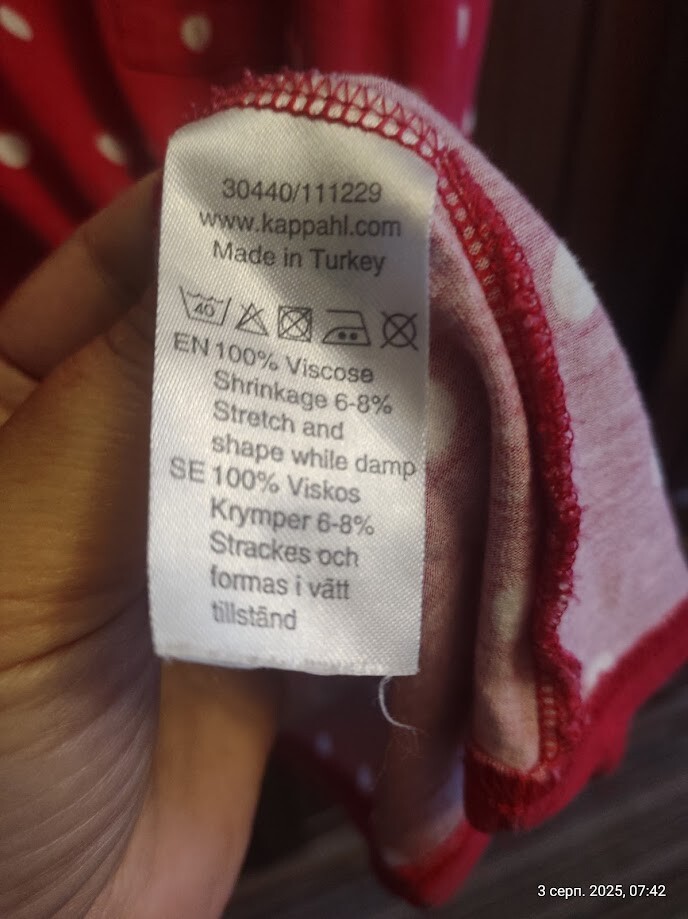 30440/111229
www.kappahl.com
Made in Turkey
40
EN 100% Viscose
Shrinkage 6-8%
Stretch and
shape while damp
SE 100% Viskos
Krymper 6-8%
Strackes och
formas i vått
tillstånd
3 серп. 2025, 07:42